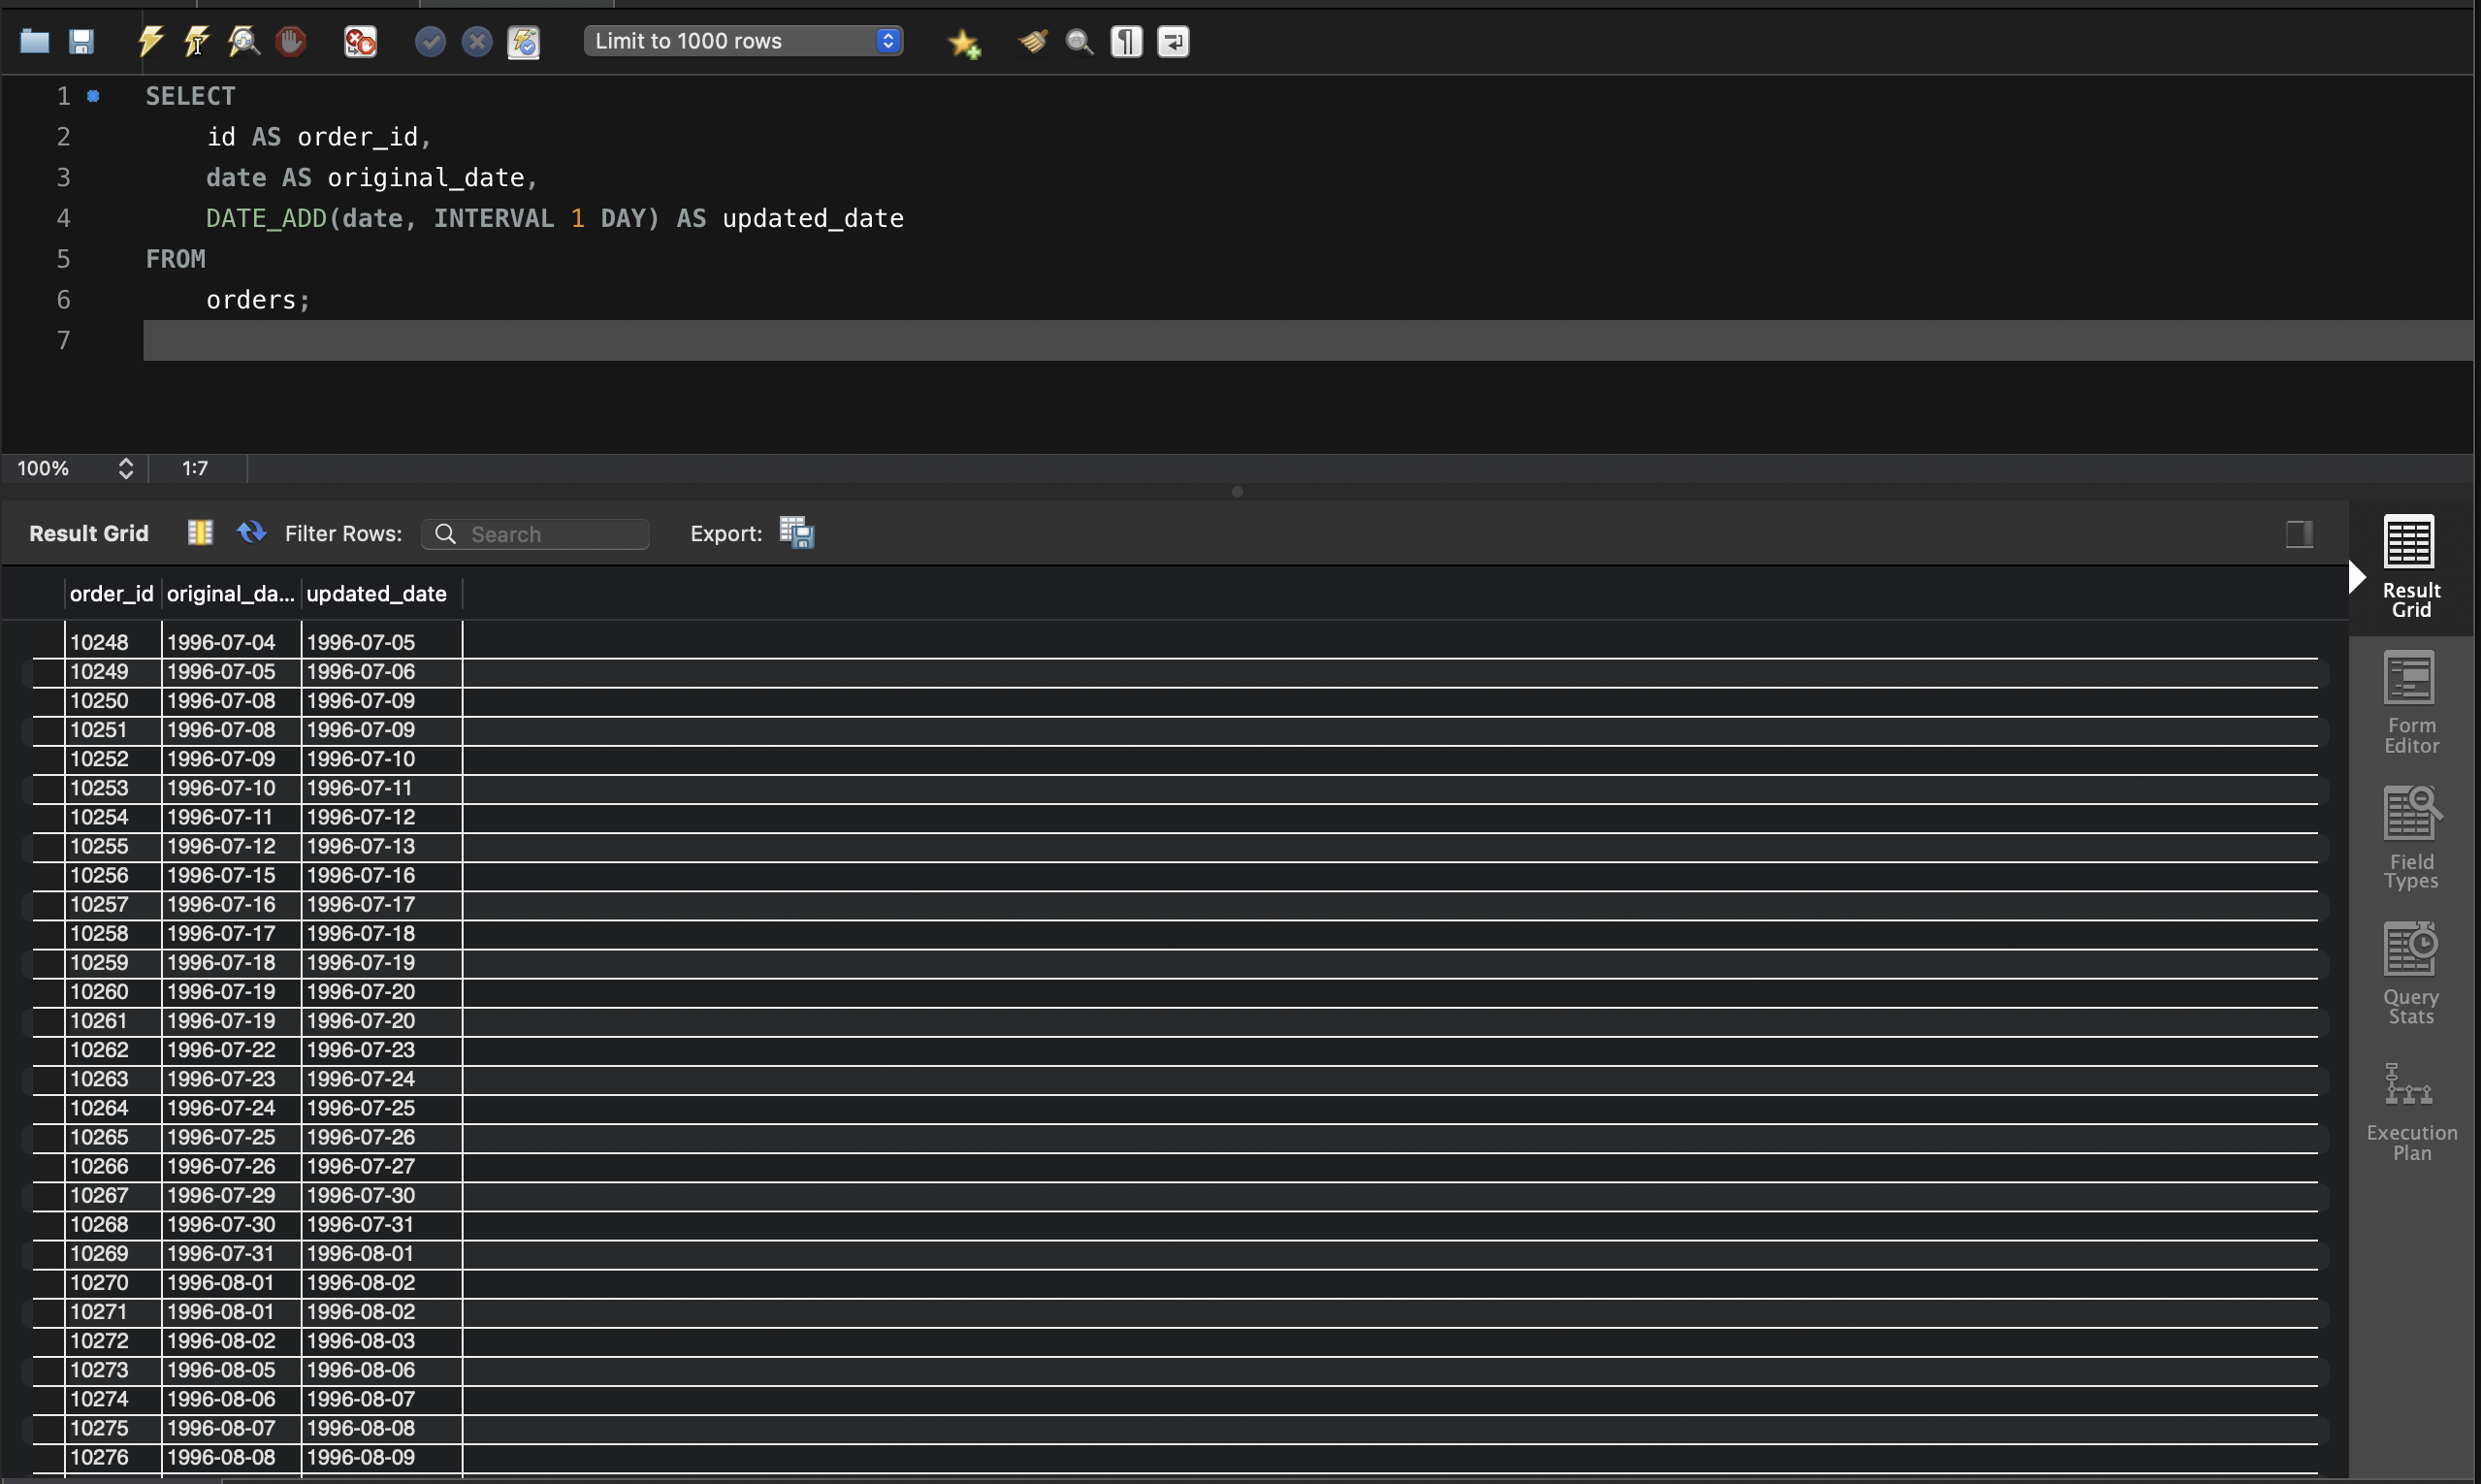 Limit to 1000 rows
1 SELECT
2 id AS order_id,
3 date AS original_date,
4 DATE_ADD(date, INTERVAL 1 DAY) AS updated_date
5 FROM
6 orders;
7
100% 1:7
Result Grid Filter Rows: Search Export:
order_id original_da... updated_date
10248 1996-07-04 1996-07-05
10249 1996-07-05 1996-07-06
10250 1996-07-08 1996-07-09
10251 1996-07-08 1996-07-09
10252 1996-07-09 1996-07-10
10253 1996-07-10 1996-07-11
10254 1996-07-11 1996-07-12
10255 1996-07-12 1996-07-13
10256 1996-07-15 1996-07-16
10257 1996-07-16 1996-07-17
10258 1996-07-17 1996-07-18
10259 1996-07-18 1996-07-19
10260 1996-07-19 1996-07-20
10261 1996-07-19 1996-07-20
10262 1996-07-22 1996-07-23
10263 1996-07-23 1996-07-24
10264 1996-07-24 1996-07-25
10265 1996-07-25 1996-07-26
10266 1996-07-26 1996-07-27
10267 1996-07-29 1996-07-30
10268 1996-07-30 1996-07-31
10269 1996-07-31 1996-08-01
10270 1996-08-01 1996-08-02
10271 1996-08-01 1996-08-02
10272 1996-08-02 1996-08-03
10273 1996-08-05 1996-08-06
10274 1996-08-06 1996-08-07
10275 1996-08-07 1996-08-08
10276 1996-08-08 1996-08-09
Result
Grid
Form
Editor
Field
Types
Query
Stats
Execution
Plan